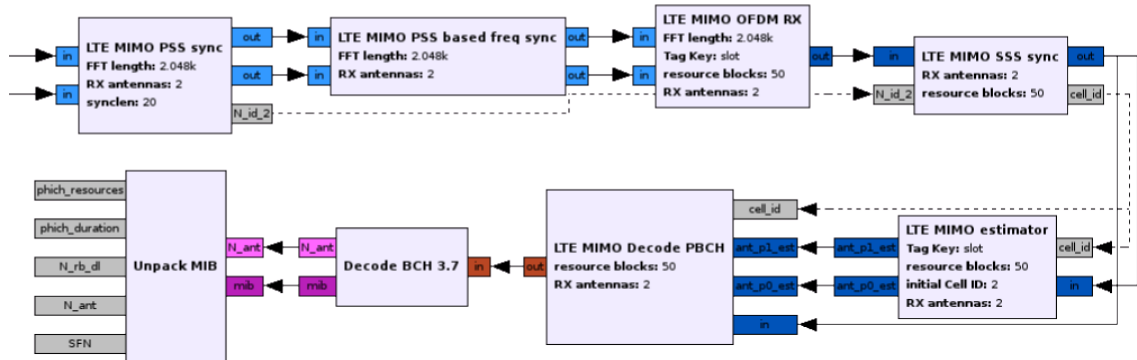 LTE MIMO PSS sync
FFT length: 2.048k
RX antennas: 2
synclen: 20
in
in
out
out
N_id_2
LTE MIMO PSS based freq sync
FFT length: 2.048k
RX antennas: 2
in
in
out
out
LTE MIMO OFDM RX
FFT length: 2.048k
Tag Key: slot
resource blocks: 50
RX antennas: 2
in
in
out
LTE MIMO SSS sync
RX antennas: 2
resource blocks: 50
in
N_id_2
out
cell_id
phich_resources
phich_duration
N_rb_dl
N_ant
SFN
Unpack MIB
N_ant
mib
N_ant
mib
Decode BCH 3.7
in
out
LTE MIMO Decode PBCH
resource blocks: 50
RX antennas: 2
cell_id
ant_p1_est
ant_p0_est
in
ant_p1_est
ant_p0_est
LTE MIMO estimator
Tag Key: slot
resource blocks: 50
initial Cell ID: 2
RX antennas: 2
cell_id
in